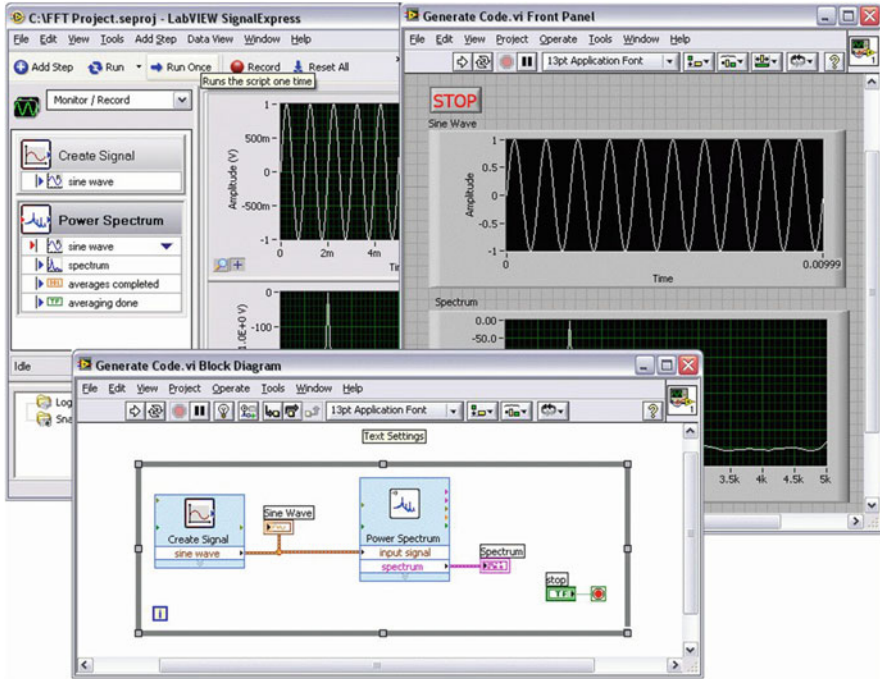 C:\FFT Project.seproj - LabVIEW SignalExpress
File Edit View Tools Add Step Data View Window Help
Add Step Run Run Once Record Reset All
Runs the script one time
Monitor / Record
Create Signal
sine wave
Power Spectrum
sine wave
spectrum
averages completed
averaging done
Idle
Amplitude (V)
1
500m
0
-500m
-1
0 2m 4m
0
-100
Generate Code.vi Front Panel
File Edit View Project Operate Tools Window Help
13pt Application Font
1
STOP
Sine Wave
Amplitude
1
0.5
0
-0.5
-1
0 0.00999
Time
Spectrum
0.00
-50.0
3.5k 4k 4.5k 5k
Generate Code.vi Block Diagram
File Edit View Project Operate Tools Window Help
13pt Application Font
1
Text Settings
Create Signal
sine wave
Sine Wave
Power Spectrum
input signal
spectrum
Spectrum
stop
TF
i